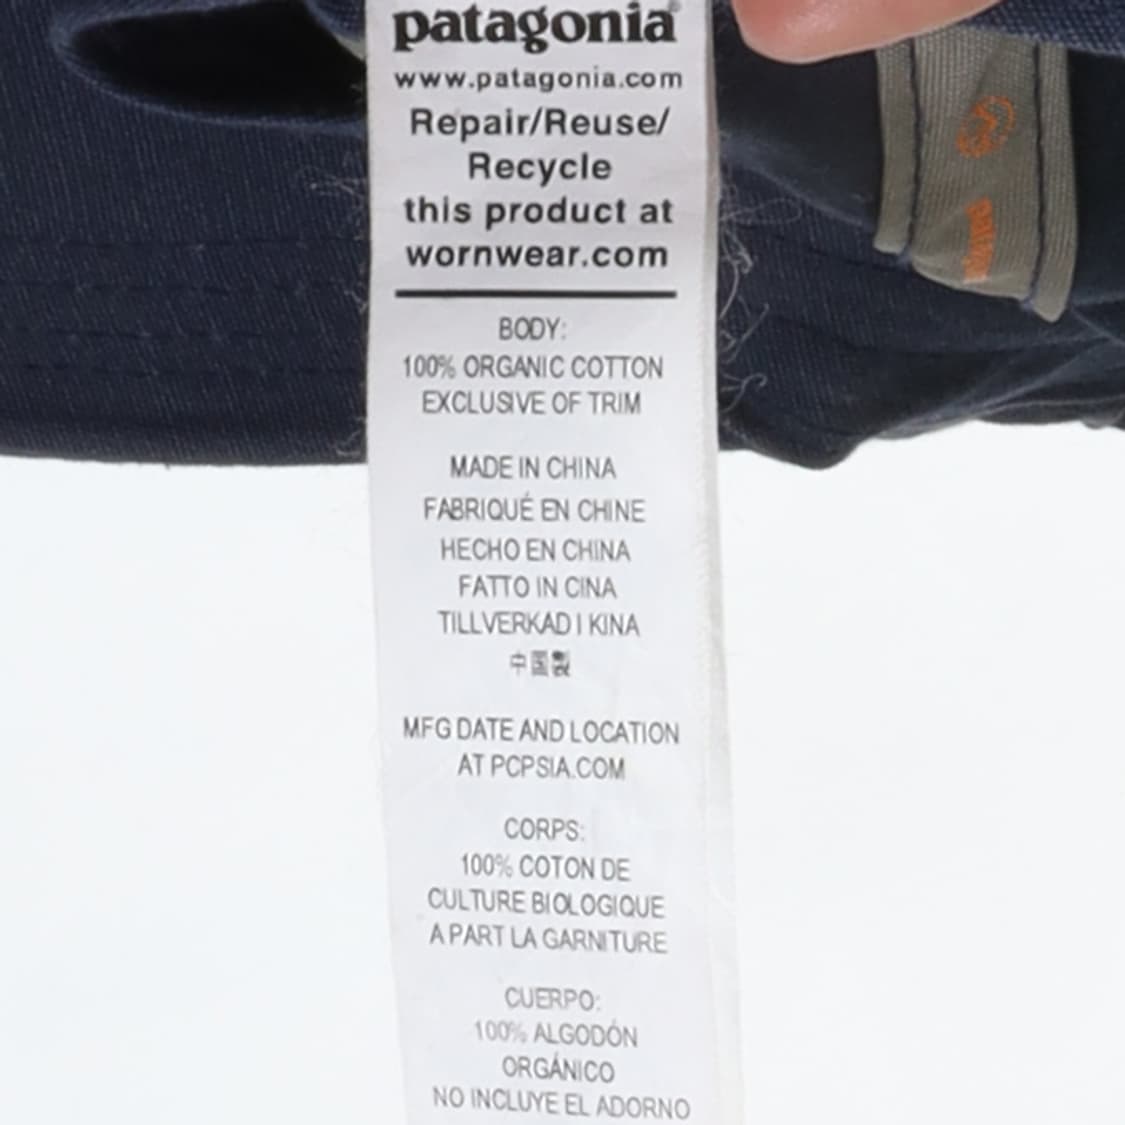 patagonia®
www.patagonia.com
Repair/Reuse/
Recycle
this product at
wornwear.com
BODY:
100% ORGANIC COTTON
EXCLUSIVE OF TRIM
MADE IN CHINA
FABRIQUÉ EN CHINE
HECHO EN CHINA
FATTO IN CINA
TILLVERKAD I KINA
中国製
MFG DATE AND LOCATION
AT PCPSIA.COM
CORPS:
100% COTON DE
CULTURE BIOLOGIQUE
A PART LA GARNITURE
CUERPO:
100% ALGODÓN
ORGÁNICO
NO INCLUYE EL ADORNO